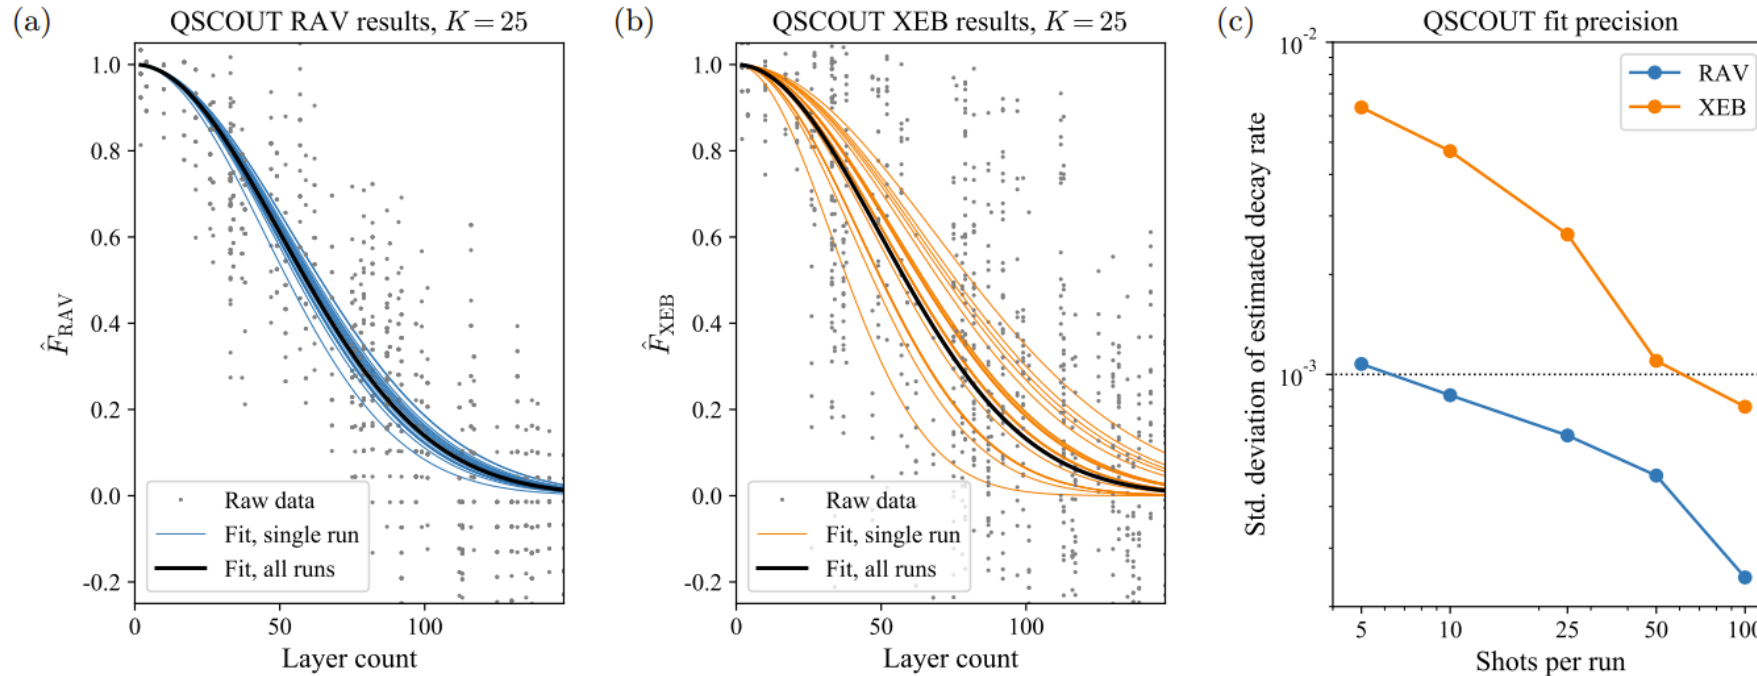 (a) QSCOUT RAV results, K = 25
1.0
0.8
0.6
0.4
0.2
0.0
-0.2
F̂_RAV
Raw data
Fit, single run
Fit, all runs
0 50 100
Layer count
(b) QSCOUT XEB results, K = 25
1.0
0.8
0.6
0.4
0.2
0.0
-0.2
F̂_XEB
Raw data
Fit, single run
Fit, all runs
0 50 100
Layer count
(c) QSCOUT fit precision
10^-2
10^-3
Std. deviation of estimated decay rate
RAV
XEB
5 10 25 50 100
Shots per run